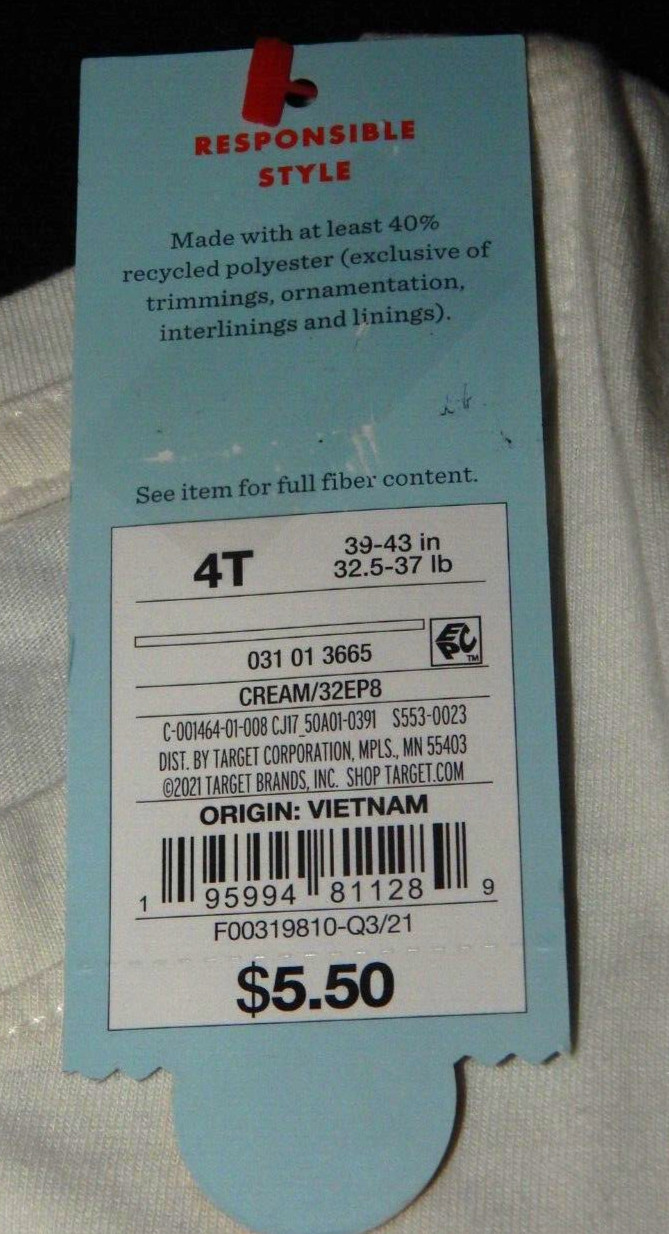 RESPONSIBLE
STYLE
Made with at least 40%
recycled polyester (exclusive of
trimmings, ornamentation,
interlinings and linings).
See item for full fiber content.
4T
39-43 in
32.5-37 lb
EPC
TM
031 01 3665
CREAM/32EP8
C-001464-01-008 CJ17_50A01-0391 S553-0023
DIST. BY TARGET CORPORATION, MPLS., MN 55403
©2021 TARGET BRANDS, INC. SHOP TARGET.COM
ORIGIN: VIETNAM
1 95994 81128 9
F00319810-Q3/21
$5.50